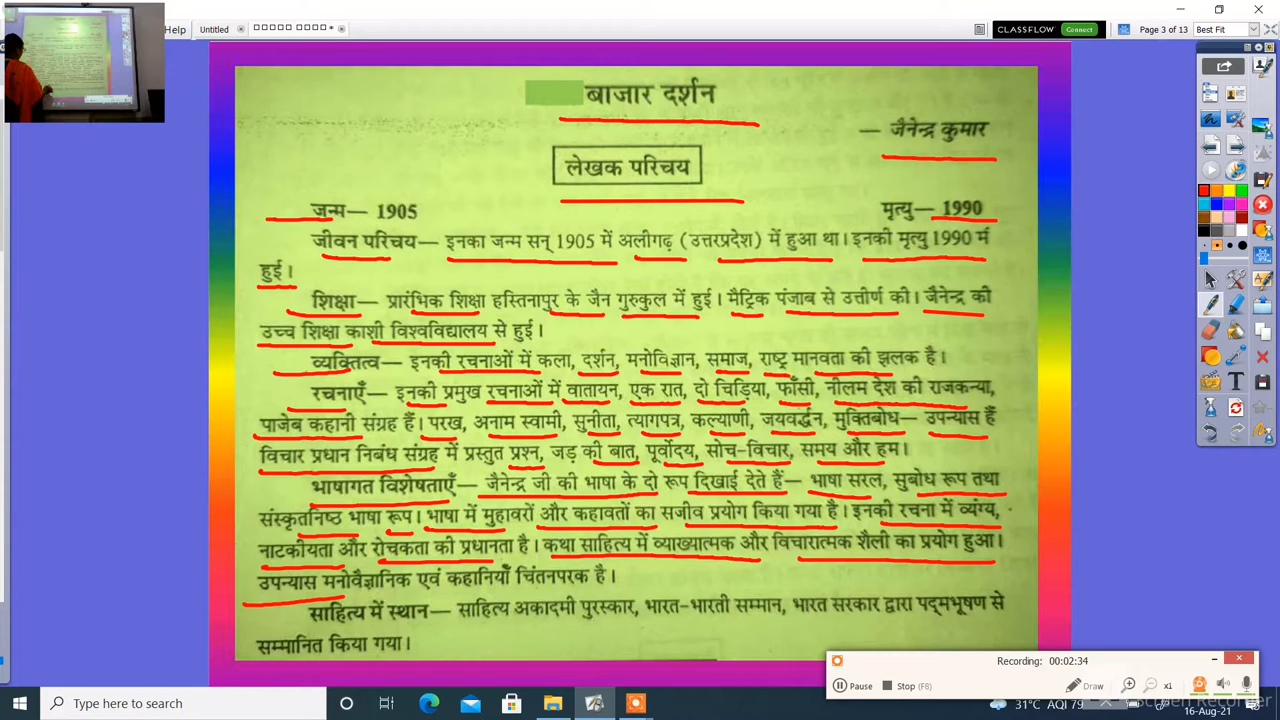 Help Untitled
CLASSFLOW Connect Page 3 of 13 Best Fit
बाजार दर्शन
— जैनेन्द्र कुमार
लेखक परिचय
जन्म— 1905 मृत्यु— 1990
जीवन परिचय— इनका जन्म सन् 1905 में अलीगढ़ (उत्तरप्रदेश) में हुआ था। इनकी मृत्यु 1990 में
हुई।
शिक्षा— प्रारंभिक शिक्षा हस्तिनापुर के जैन गुरुकुल में हुई। मैट्रिक पंजाब से उत्तीर्ण की। जैनेन्द्र की
उच्च शिक्षा काशी विश्वविद्यालय से हुई।
व्यक्तित्व— इनकी रचनाओं में कला, दर्शन, मनोविज्ञान, समाज, राष्ट्र मानवता की झलक है।
रचनाएँ— इनकी प्रमुख रचनाओं में वातायन, एक रात, दो चिड़िया, फाँसी, नीलम देश की राजकन्या,
पाजेब कहानी संग्रह हैं। परख, अनाम स्वामी, सुनीता, त्यागपत्र, कल्याणी, जयवर्द्धन, मुक्तिबोध— उपन्यास हैं
विचार प्रधान निबंध संग्रह में प्रस्तुत प्रश्न, जड़ की बात, पूर्वोदय, सोच-विचार, समय और हम।
भाषागत विशेषताएँ— जैनेन्द्र जी की भाषा के दो रूप दिखाई देते हैं— भाषा सरल, सुबोध रूप तथा
संस्कृतनिष्ठ भाषा रूप। भाषा में मुहावरों और कहावतों का सजीव प्रयोग किया गया है। इनकी रचना में व्यंग्य,
नाटकीयता और रोचकता की प्रधानता है। कथा साहित्य में व्याख्यात्मक और विचारात्मक शैली का प्रयोग हुआ।
उपन्यास मनोवैज्ञानिक एवं कहानियाँ चिंतनपरक है।
साहित्य में स्थान— साहित्य अकादमी पुरस्कार, भारत-भारती सम्मान, भारत सरकार द्वारा पद्मभूषण से
सम्मानित किया गया।
Recording: 00:02:34
Pause Stop (F8) Draw x1
Type here to search 31°C AQI 79
16-Aug-21